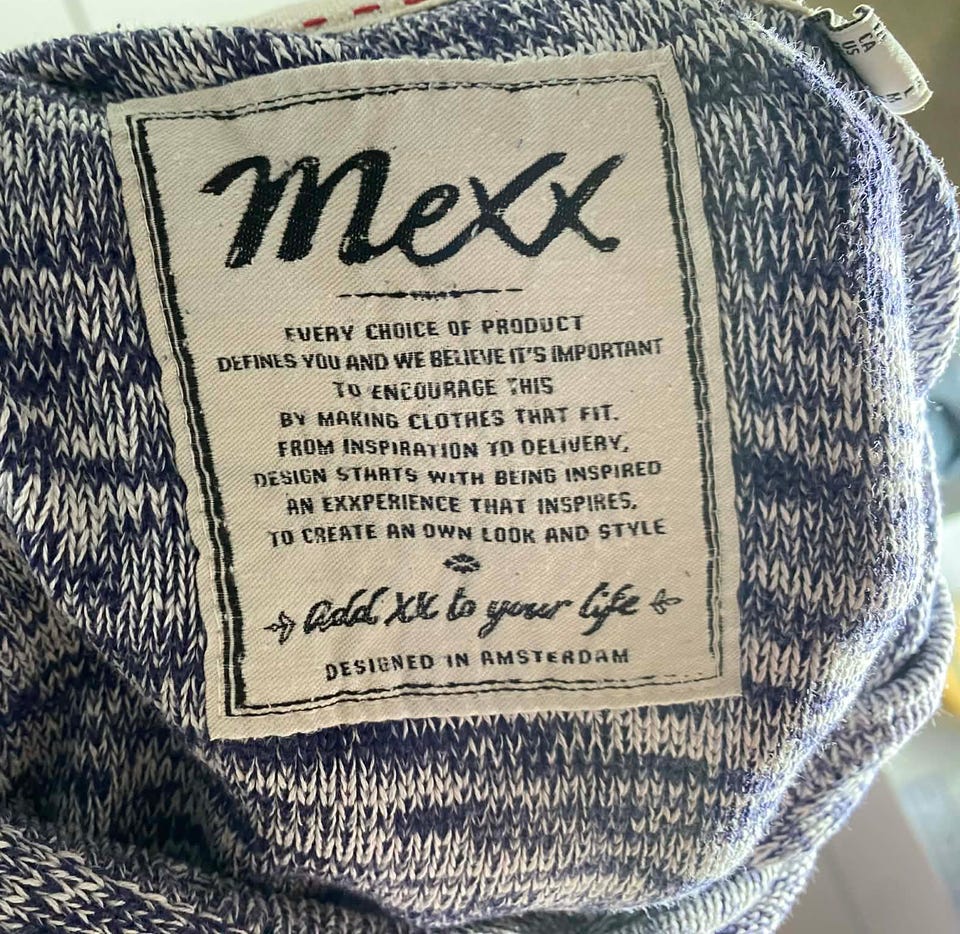 mexx
EVERY CHOICE OF PRODUCT
DEFINES YOU AND WE BELIEVE IT'S IMPORTANT
TO ENCOURAGE THIS
BY MAKING CLOTHES THAT FIT.
FROM INSPIRATION TO DELIVERY,
DESIGN STARTS WITH BEING INSPIRED
AN EXXPERIENCE THAT INSPIRES,
TO CREATE AN OWN LOOK AND STYLE
add XX to your life
DESIGNED IN AMSTERDAM
CA
US